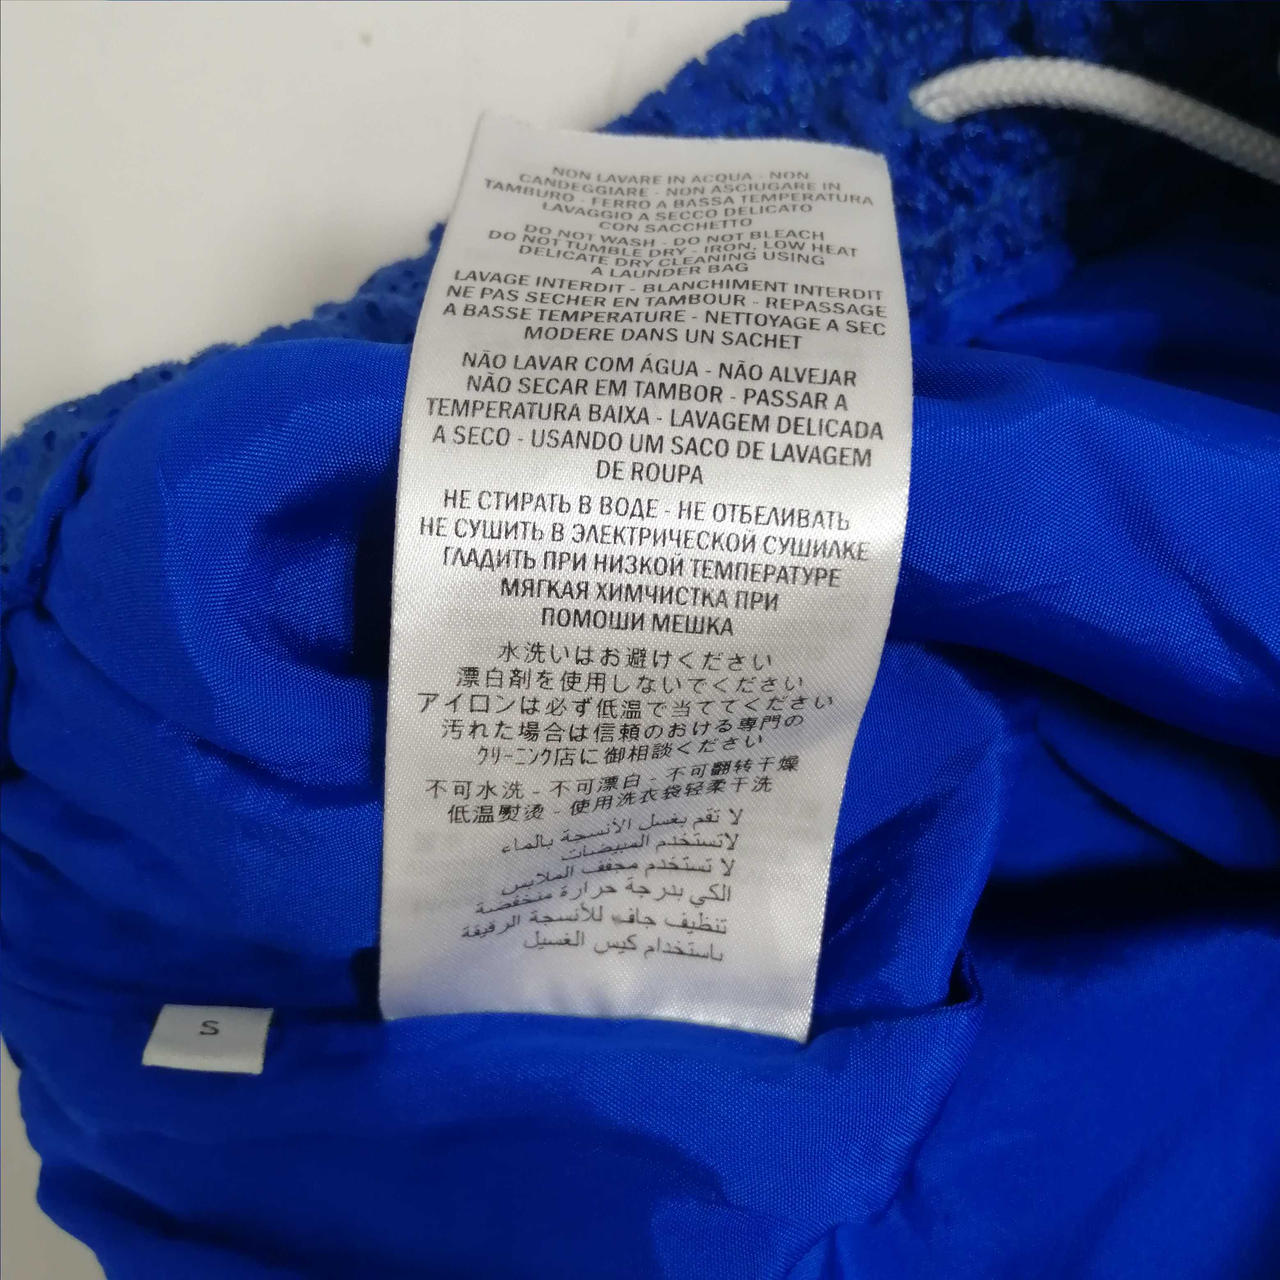 NON LAVARE IN ACQUA - NON
CANDEGGIARE - NON ASCIUGARE IN
TAMBURO - FERRO A BASSA TEMPERATURA
LAVAGGIO A SECCO DELICATO
CON SACCHETTO
DO NOT WASH - DO NOT BLEACH
DO NOT TUMBLE DRY - IRON, LOW HEAT
DELICATE DRY CLEANING USING
A LAUNDER BAG
LAVAGE INTERDIT - BLANCHIMENT INTERDIT
NE PAS SECHER EN TAMBOUR - REPASSAGE
A BASSE TEMPERATURE - NETTOYAGE A SEC
MODERE DANS UN SACHET
NÃO LAVAR COM ÁGUA - NÃO ALVEJAR
NÃO SECAR EM TAMBOR - PASSAR A
TEMPERATURA BAIXA - LAVAGEM DELICADA
A SECO - USANDO UM SACO DE LAVAGEM
DE ROUPA
НЕ СТИРАТЬ В ВОДЕ - НЕ ОТБЕЛИВАТЬ
НЕ СУШИТЬ В ЭЛЕКТРИЧЕСКОЙ СУШИЛКЕ
ГЛАДИТЬ ПРИ НИЗКОЙ ТЕМПЕРАТУРЕ
МЯГКАЯ ХИМЧИСТКА ПРИ
ПОМОШИ МЕШКА
水洗いはお避けください
漂白剤を使用しないでください
アイロンは必ず低温で当ててください
汚れた場合は信頼のおける専門の
クリーニング店に御相談ください
不可水洗 - 不可漂白 - 不可翻转干燥
低温熨烫 - 使用洗衣袋轻柔干洗
لا تقم بغسل الأنسجة بالماء
لاتستخدم المبيضات
لا تستخدم مجفف الملابس
الكي بدرجة حرارة منخفضة
تنظيف جاف للأنسجة الرقيقة
باستخدام كيس الغسيل
S